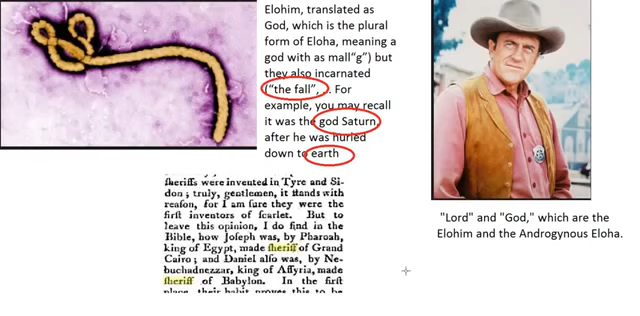 Elohim, translated as
God, which is the plural
form of Eloha, meaning a
god with as mall"g") but
they also incarnated
("the fall", .. For
example, you may recall
it was the god Saturn,
after he was hurled
down to earth
"Lord" and "God," which are the
Elohim and the Androgynous Eloha.
ſheriffs were invented in Tyre and Si-
don; truly, gentlemen, it ſtands with
reaſon, for I am ſure they were the
firſt inventors of ſcarlet. But to
leave this opinion, I do find in the
Bible, how Joſeph was, by Pharoah,
king of Egypt, made ſheriff of Grand
Cairo; and Daniel alſo was, by Ne-
buchadnezzar, king of Aſſyria, made
ſheriff of Babylon. In the firſt
place, their habit proves this to be